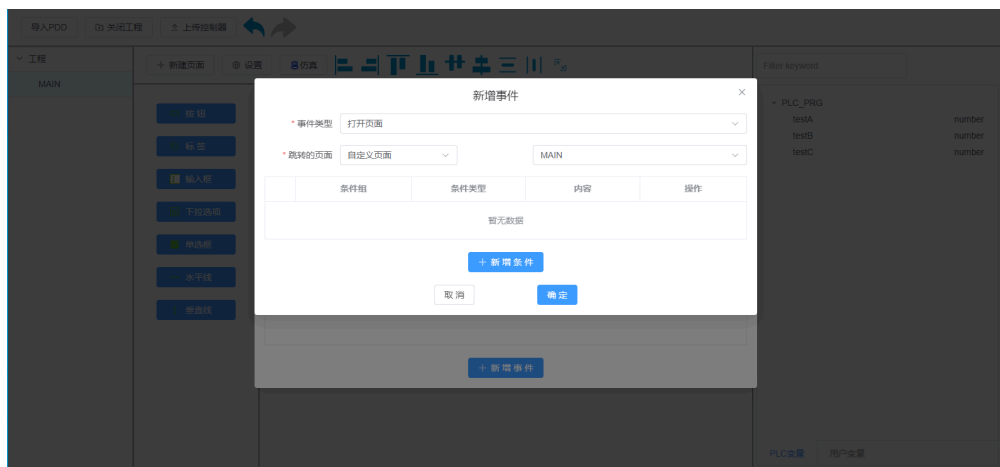 导入PDD 关闭工程 上传控制器
工程
MAIN
+ 新建页面 设置 仿真
Filter keyword
按钮
标签
输入框
下拉选项
单选框
水平线
垂直线
新增事件
* 事件类型 打开页面
* 跳转的页面 自定义页面 MAIN
条件组 条件类型 内容 操作
暂无数据
+ 新增条件
取消 确定
+ 新增事件
PLC_PRG
testA number
testB number
testC number
PLC变量 用户变量